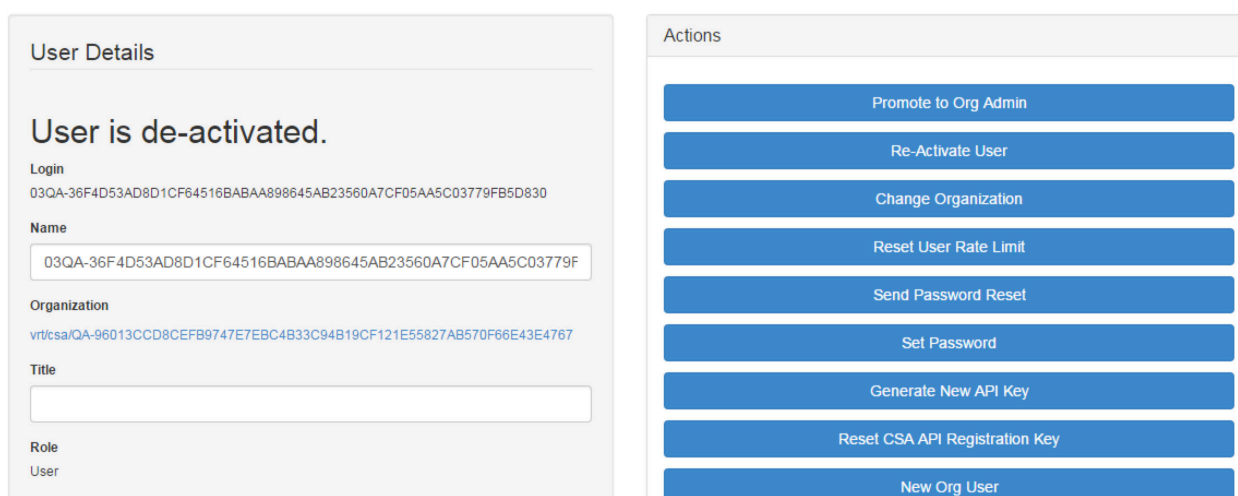 User Details
User is de-activated.
Login
03QA-36F4D53AD8D1CF64516BABAA898645AB23560A7CF05AA5C03779FB5D830
Name
03QA-36F4D53AD8D1CF64516BABAA898645AB23560A7CF05AA5C03779F
Organization
vrt/csa/QA-96013CCD8CEFB9747E7EBC4B33C94B19CF121E55827AB570F66E43E4767
Title
Role
User
Actions
Promote to Org Admin
Re-Activate User
Change Organization
Reset User Rate Limit
Send Password Reset
Set Password
Generate New API Key
Reset CSA API Registration Key
New Org User